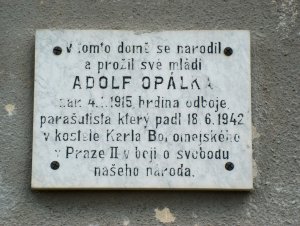 v tomto domě se narodil
a prožil své mládí
ADOLF OPÁLKA
nar. 4.1.1915, hrdina odboje,
parašutista který padl 18.6.1942
v kostele Karla Boromejského
v Praze II v boji o svobodu
našeho národa.